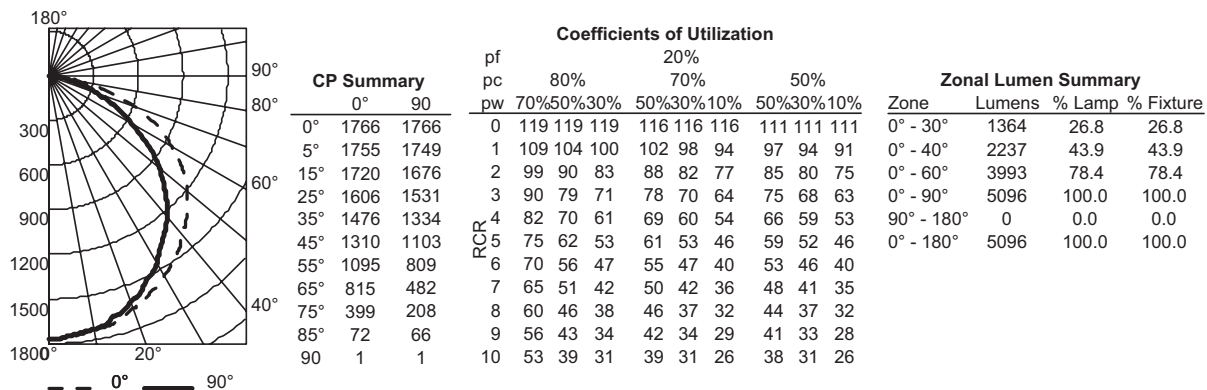 180°
90°
80°
60°
40°
20°
300
600
900
1200
1500
1800°
0° 90°
CP Summary
0° 90
0° 1766 1766
5° 1755 1749
15° 1720 1676
25° 1606 1531
35° 1476 1334
45° 1310 1103
55° 1095 809
65° 815 482
75° 399 208
85° 72 66
90 1 1
Coefficients of Utilization
pf 20%
pc 80% 70% 50%
pw 70%50%30% 50%30%10% 50%30%10%
RCR
0 119 119 119 116 116 116 111 111 111
1 109 104 100 102 98 94 97 94 91
2 99 90 83 88 82 77 85 80 75
3 90 79 71 78 70 64 75 68 63
4 82 70 61 69 60 54 66 59 53
5 75 62 53 61 53 46 59 52 46
6 70 56 47 55 47 40 53 46 40
7 65 51 42 50 42 36 48 41 35
8 60 46 38 46 37 32 44 37 32
9 56 43 34 42 34 29 41 33 28
10 53 39 31 39 31 26 38 31 26
Zonal Lumen Summary
Zone Lumens % Lamp % Fixture
0° - 30° 1364 26.8 26.8
0° - 40° 2237 43.9 43.9
0° - 60° 3993 78.4 78.4
0° - 90° 5096 100.0 100.0
90° - 180° 0 0.0 0.0
0° - 180° 5096 100.0 100.0